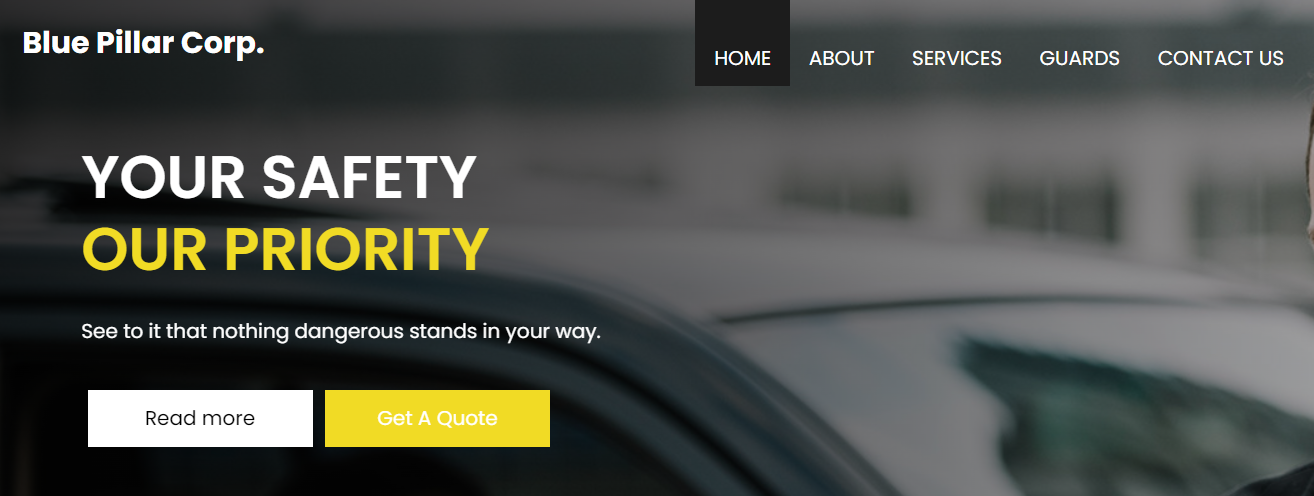 Blue Pillar Corp.
HOME ABOUT SERVICES GUARDS CONTACT US
YOUR SAFETY
OUR PRIORITY
See to it that nothing dangerous stands in your way.
Read more Get A Quote